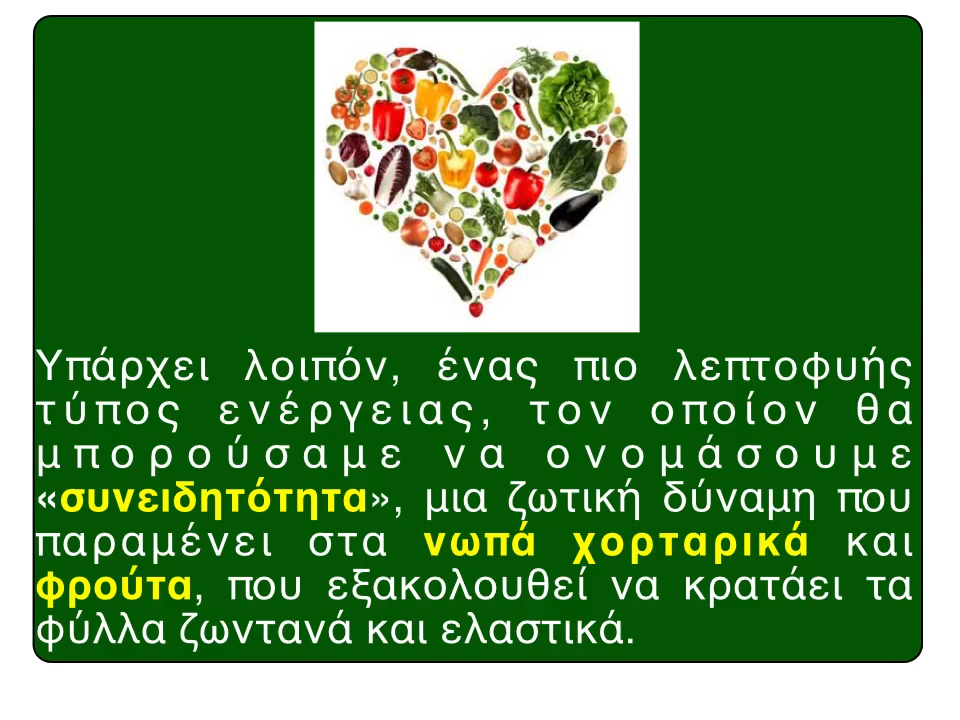 Υπάρχει λοιπόν, ένας πιο λεπτοφυής
τύπος ενέργειας, τον οποίον θα
μπορούσαμε να ονομάσουμε
«συνειδητότητα», μια ζωτική δύναμη που
παραμένει στα νωπά χορταρικά και
φρούτα, που εξακολουθεί να κρατάει τα
φύλλα ζωντανά και ελαστικά.